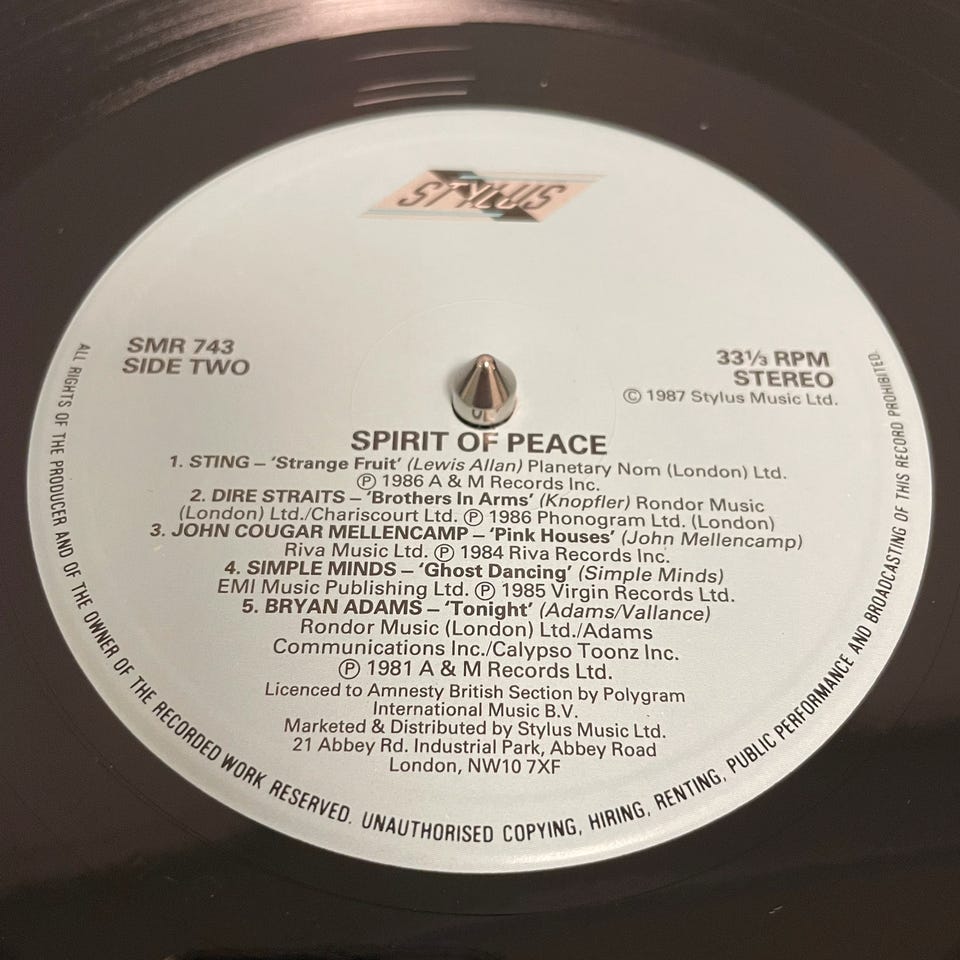 STYLUS
SMR 743
SIDE TWO
33⅓ RPM
STEREO
© 1987 Stylus Music Ltd.
SPIRIT OF PEACE
1. STING – 'Strange Fruit' (Lewis Allan) Planetary Nom (London) Ltd.
℗ 1986 A & M Records Inc.
2. DIRE STRAITS – 'Brothers In Arms' (Knopfler) Rondor Music
(London) Ltd./Chariscourt Ltd. ℗ 1986 Phonogram Ltd. (London)
3. JOHN COUGAR MELLENCAMP – 'Pink Houses' (John Mellencamp)
Riva Music Ltd. ℗ 1984 Riva Records Inc.
4. SIMPLE MINDS – 'Ghost Dancing' (Simple Minds)
EMI Music Publishing Ltd. ℗ 1985 Virgin Records Ltd.
5. BRYAN ADAMS – 'Tonight' (Adams/Vallance)
Rondor Music (London) Ltd./Adams
Communications Inc./Calypso Toonz Inc.
℗ 1981 A & M Records Ltd.
Licenced to Amnesty British Section by Polygram
International Music B.V.
Marketed & Distributed by Stylus Music Ltd.
21 Abbey Rd. Industrial Park, Abbey Road
London, NW10 7XF
ALL RIGHTS OF THE PRODUCER AND OF THE OWNER OF THE RECORDED WORK RESERVED. UNAUTHORISED COPYING, HIRING, RENTING, PUBLIC PERFORMANCE AND BROADCASTING OF THIS RECORD PROHIBITED.